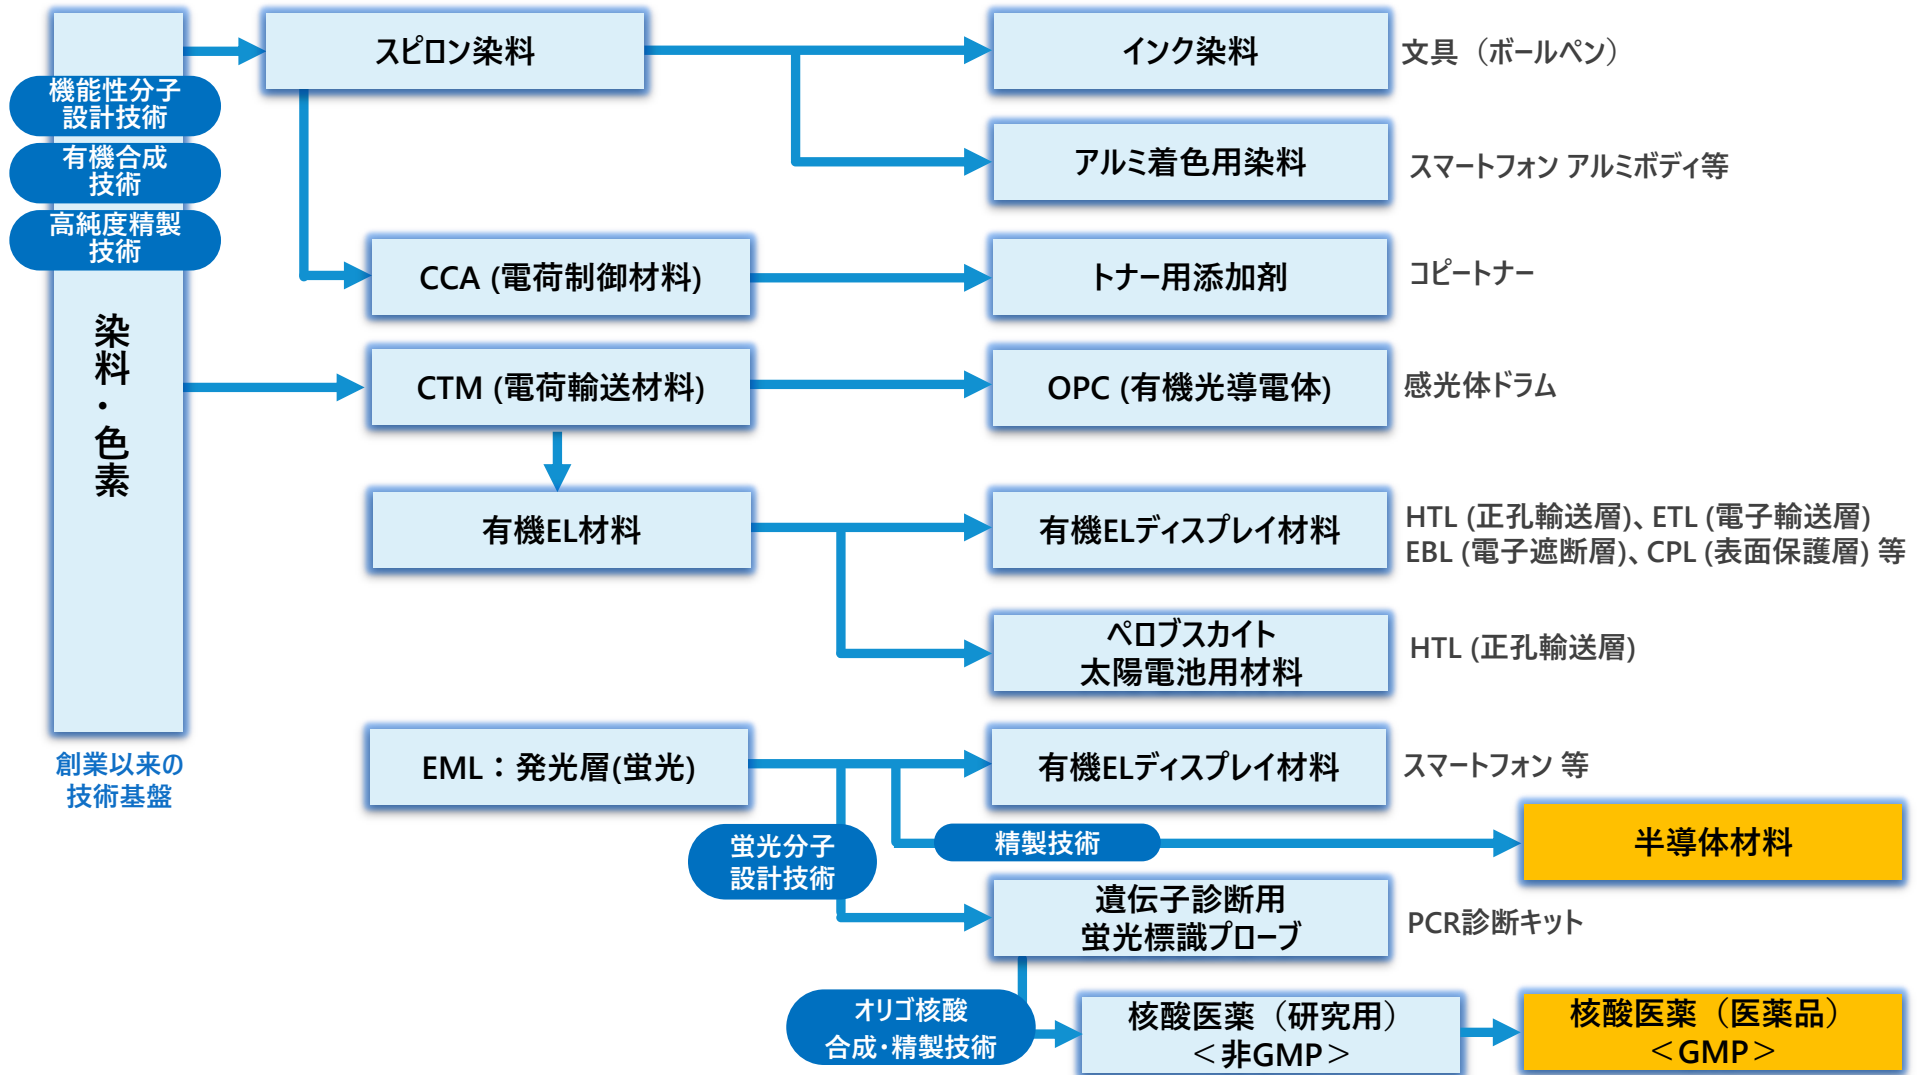 スピロン染料
インク染料
文具（ボールペン）
機能性分子
設計技術
有機合成
技術
高純度精製
技術
アルミ着色用染料
スマートフォン アルミボディ等
CCA (電荷制御材料)
トナー用添加剤
コピートナー
染料・色素
CTM (電荷輸送材料)
OPC (有機光導電体)
感光体ドラム
有機EL材料
有機ELディスプレイ材料
HTL (正孔輸送層)、ETL (電子輸送層)
EBL (電子遮断層)、CPL (表面保護層) 等
ペロブスカイト
太陽電池用材料
HTL (正孔輸送層)
創業以来の
技術基盤
EML：発光層(蛍光)
有機ELディスプレイ材料
スマートフォン 等
蛍光分子
設計技術
精製技術
半導体材料
遺伝子診断用
蛍光標識プローブ
PCR診断キット
オリゴ核酸
合成・精製技術
核酸医薬（研究用）
＜非GMP＞
核酸医薬（医薬品）
＜GMP＞